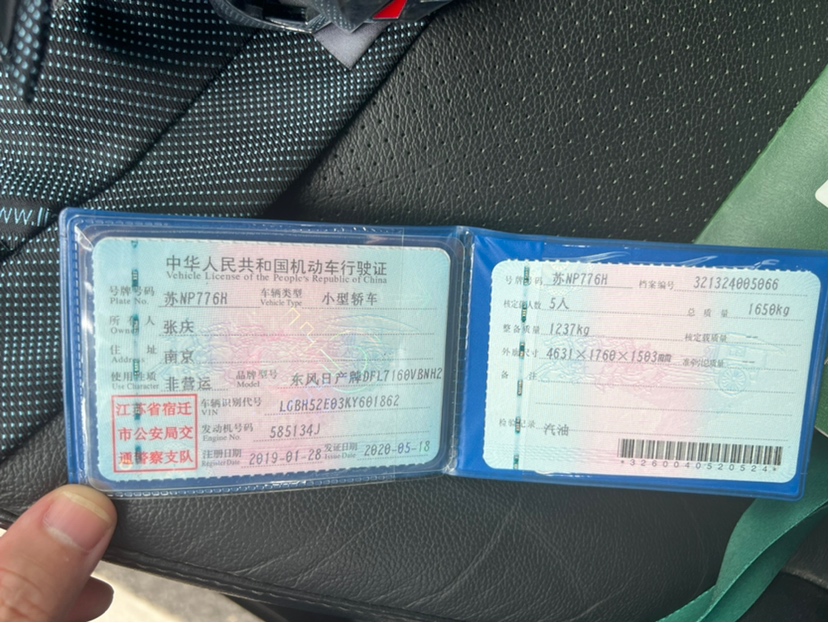 www.li
中华人民共和国机动车行驶证
Vehicle License of the People's Republic of China
号牌号码 苏NP776H 车辆类型 小型轿车
Plate No. Vehicle Type
所有人 张庆
Owner
住址 南京
Address
使用性质 非营运 品牌型号 东风日产牌DFL7160VBNH2
Use Character Model
江苏省宿迁
市公安局交
通警察支队
车辆识别代号 LGBH52E03KY601862
VIN
发动机号码 585134J
Engine No.
注册日期 2019-01-28 发证日期 2020-05-18
Register Date Issue Date
号牌号码 苏NP776H 档案编号 321324005066
核定载人数 5人 总质量 1650kg
整备质量 1237kg 核定载质量 --
外廓尺寸 4631×1760×1503mm 准牵引总质量 --
备注
检验记录 汽油
*3260040520524*